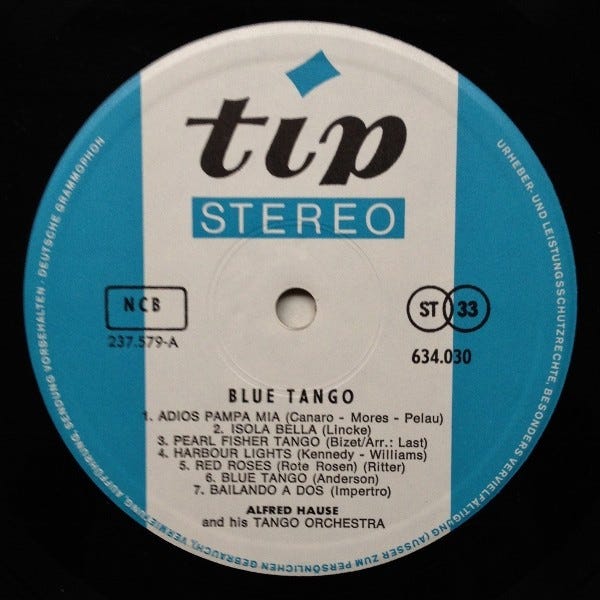 tip
STEREO
NCB
237.579-A
ST 33
634.030
BLUE TANGO
1. ADIOS PAMPA MIA (Canaro - Mores - Pelau)
2. ISOLA BELLA (Lincke)
3. PEARL FISHER TANGO (Bizet/Arr.: Last)
4. HARBOUR LIGHTS (Kennedy - Williams)
5. RED ROSES (Rote Rosen) (Ritter)
6. BLUE TANGO (Anderson)
7. BAILANDO A DOS (Impertro)
ALFRED HAUSE
and his TANGO ORCHESTRA
URHEBER- UND LEISTUNGSSCHUTZRECHTE, BESONDERS VERVIELFÄLTIGUNG (AUSSER ZUM PERSÖNLICHEN GEBRAUCH), VERMIETUNG, AUFFÜHRUNG, SENDUNG VORBEHALTEN · DEUTSCHE GRAMMOPHON